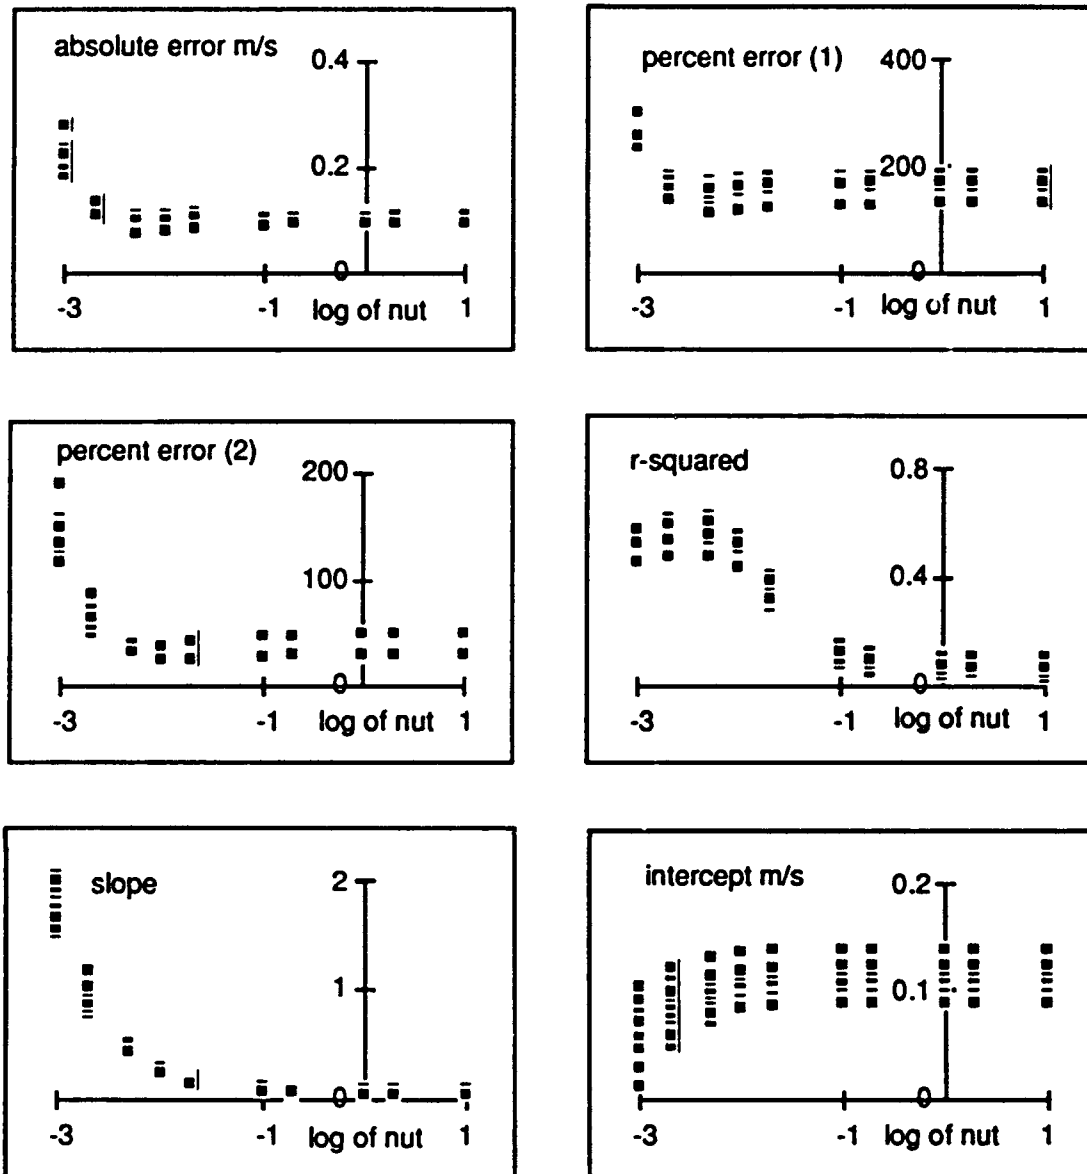 absolute error m/s
0.4
0.2
0
-3 -1 log of nut 1
percent error (1)
400
200
0
-3 -1 log of nut 1
percent error (2)
200
100
0
-3 -1 log of nut 1
r-squared
0.8
0.4
0
-3 -1 log of nut 1
slope
2
1
0
-3 -1 log of nut 1
intercept m/s
0.2
0.1
0
-3 -1 log of nut 1